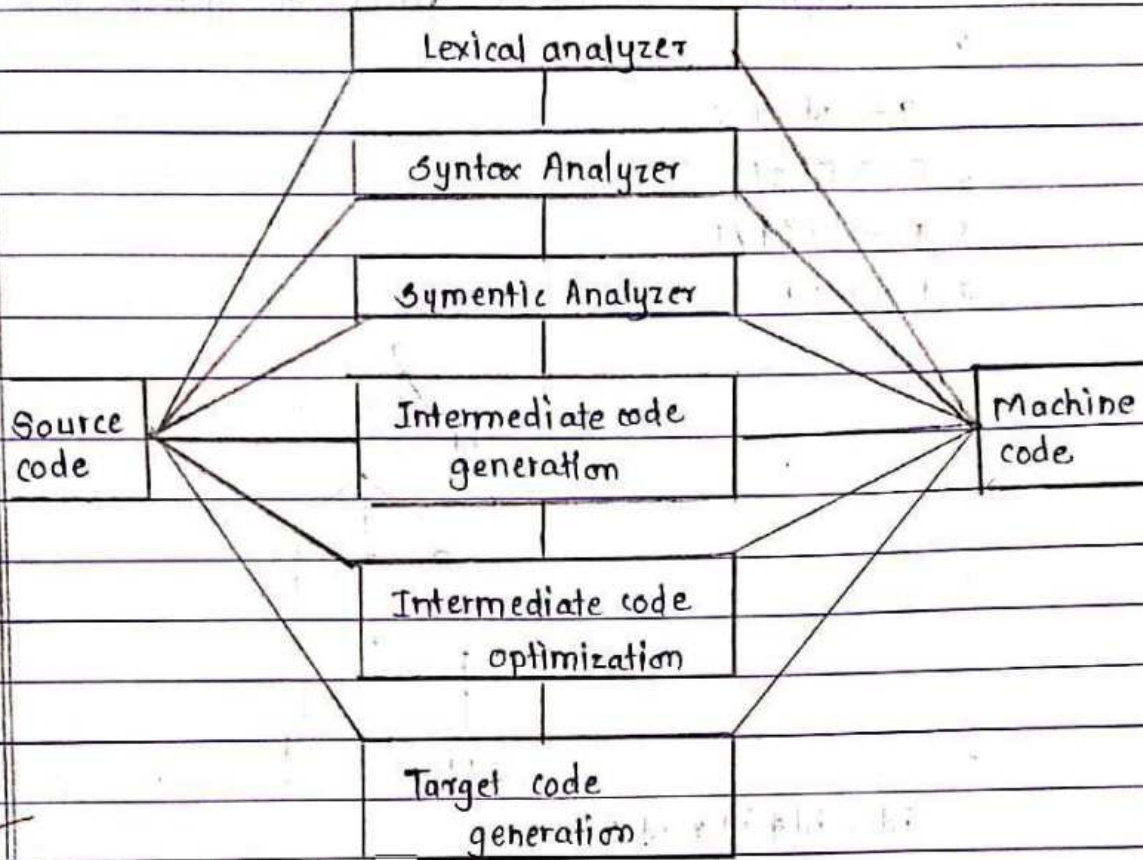 Lexical analyzer
Syntax Analyzer
Symentic Analyzer
Source
code
Intermediate code
generation
Machine
code
Intermediate code
optimization
Target code
generation.